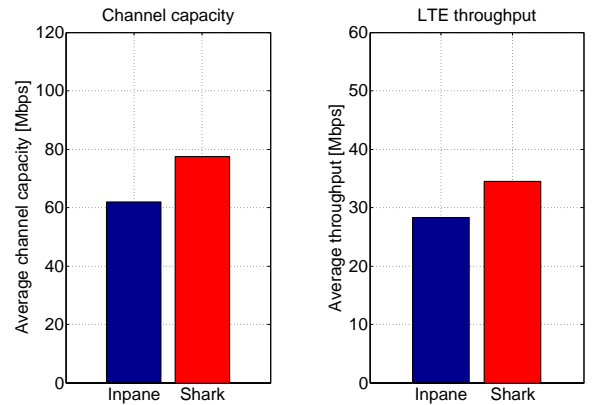 Channel capacity
Average channel capacity [Mbps]
120
100
80
60
40
20
0
Inpane Shark
LTE throughput
Average throughput [Mbps]
60
50
40
30
20
10
0
Inpane Shark